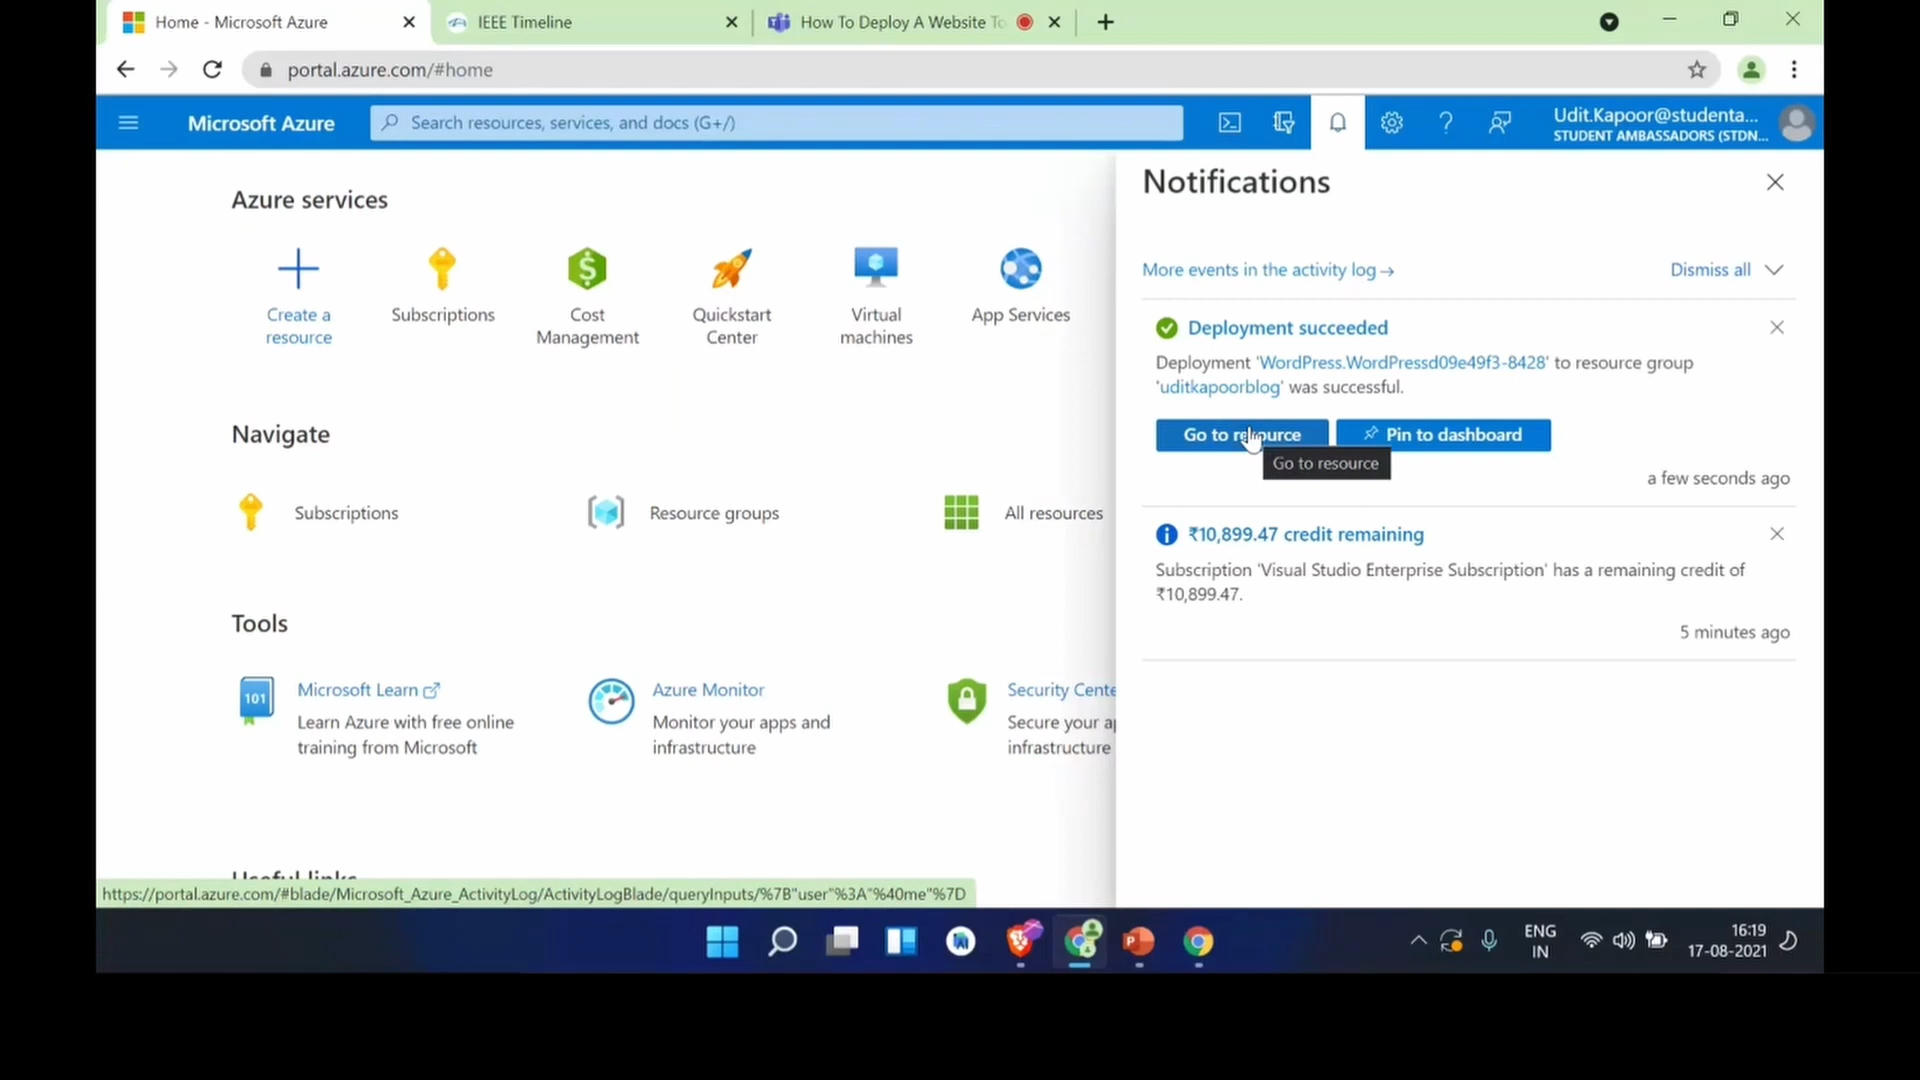 Home - Microsoft Azure
IEEE Timeline
How To Deploy A Website To
portal.azure.com/#home
Microsoft Azure
Search resources, services, and docs (G+/)
Udit.Kapoor@studenta...
STUDENT AMBASSADORS (STDN...
Azure services
Create a
resource
Subscriptions
Cost
Management
Quickstart
Center
Virtual
machines
App Services
Navigate
Subscriptions
Resource groups
All resources
Tools
101
Microsoft Learn
Learn Azure with free online
training from Microsoft
Azure Monitor
Monitor your apps and
infrastructure
Security Cente
Secure your ap
infrastructure
Useful links
https://portal.azure.com/#blade/Microsoft_Azure_ActivityLog/ActivityLogBlade/queryInputs/%7B"user"%3A"%40me"%7D
Notifications
More events in the activity log →
Dismiss all
Deployment succeeded
Deployment 'WordPress.WordPressd09e49f3-8428' to resource group
'uditkapoorblog' was successful.
Go to resource
Pin to dashboard
Go to resource
a few seconds ago
₹10,899.47 credit remaining
Subscription 'Visual Studio Enterprise Subscription' has a remaining credit of
₹10,899.47.
5 minutes ago
ENG
IN
16:19
17-08-2021